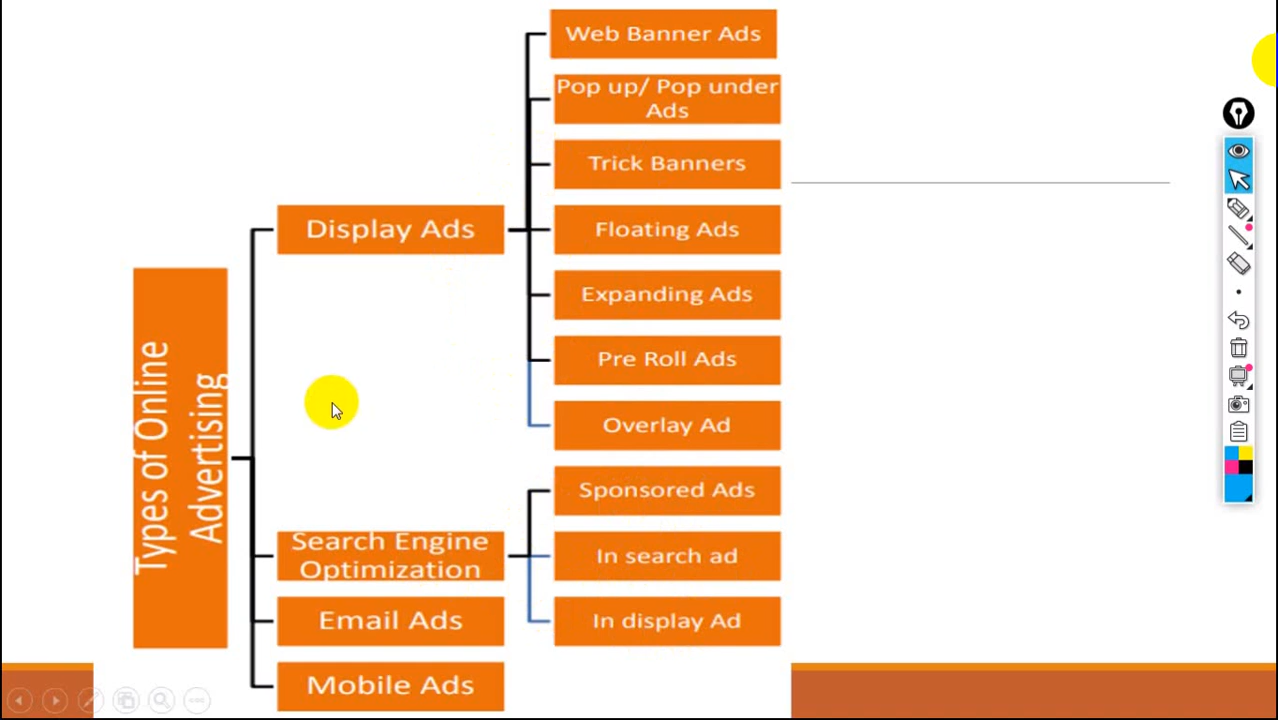 Types of Online
Advertising
Display Ads
Web Banner Ads
Pop up/ Pop under
Ads
Trick Banners
Floating Ads
Expanding Ads
Pre Roll Ads
Overlay Ad
Search Engine
Optimization
Sponsored Ads
In search ad
In display Ad
Email Ads
Mobile Ads